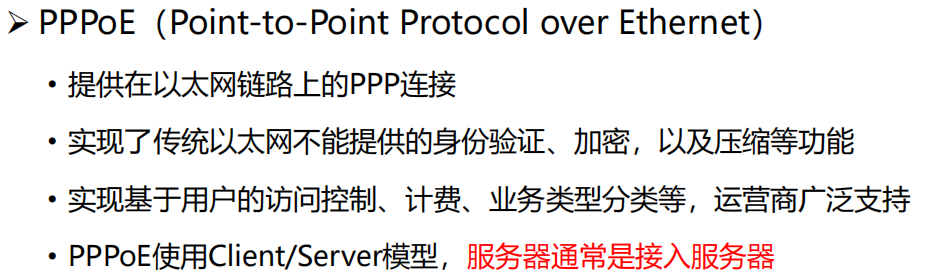 ➢ PPPoE（Point-to-Point Protocol over Ethernet）
• 提供在以太网链路上的PPP连接
• 实现了传统以太网不能提供的身份验证、加密，以及压缩等功能
• 实现基于用户的访问控制、计费、业务类型分类等，运营商广泛支持
• PPPoE使用Client/Server模型，服务器通常是接入服务器